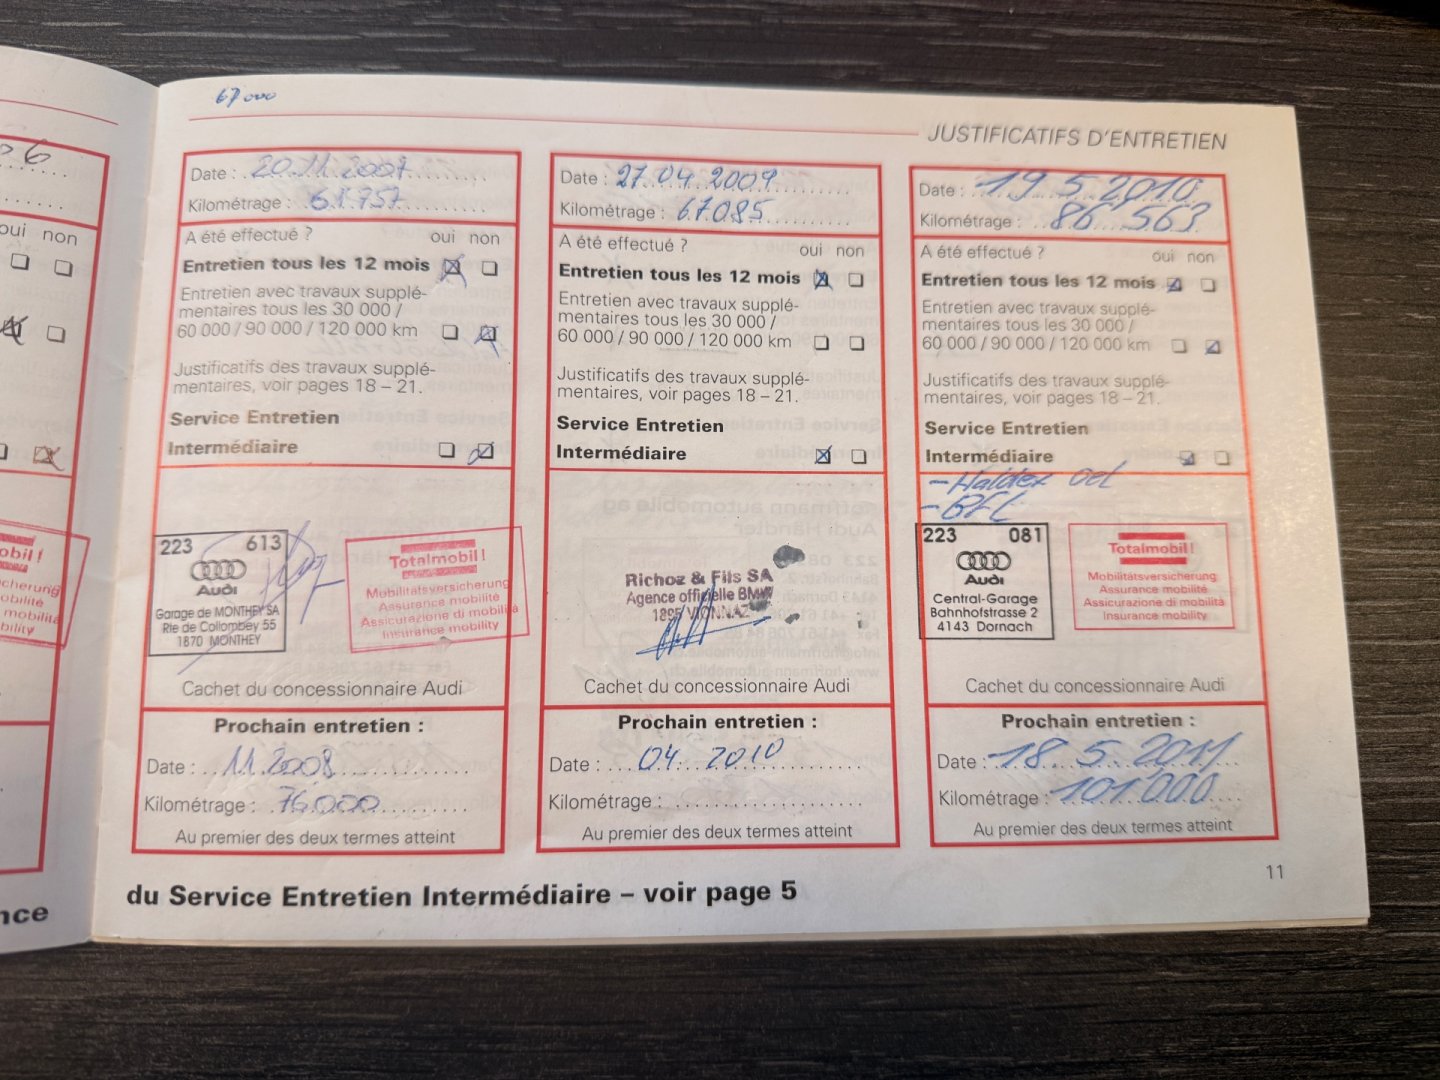 67000
JUSTIFICATIFS D'ENTRETIEN
6
oui non
nce
Date : 20.11.2007
Kilométrage : 61.757
A été effectué ? oui non
Entretien tous les 12 mois
Entretien avec travaux supplé-
mentaires tous les 30 000 /
60 000 / 90 000 / 120 000 km
Justificatifs des travaux supplé-
mentaires, voir pages 18 – 21.
Service Entretien
Intermédiaire
223 613
Audi
Garage de MONTHEY SA
Rte de Collombey 55
1870 MONTHEY
Totalmobil!
Mobilitätsversicherung
Assurance mobilité
Assicurazione di mobilità
Insurance mobility
Cachet du concessionnaire Audi
Prochain entretien :
Date : 11.2008
Kilométrage : 76.000
Au premier des deux termes atteint
Date : 27.04.2009
Kilométrage : 67.085
A été effectué ? oui non
Entretien tous les 12 mois
Entretien avec travaux supplé-
mentaires tous les 30 000 /
60 000 / 90 000 / 120 000 km
Justificatifs des travaux supplé-
mentaires, voir pages 18 – 21.
Service Entretien
Intermédiaire
Richoz & Fils SA
Agence officielle BMW
1895 VIONNAZ
Cachet du concessionnaire Audi
Prochain entretien :
Date : 04. 2010
Kilométrage :
Au premier des deux termes atteint
Date : 19.5.2010
Kilométrage : 86'563
A été effectué ? oui non
Entretien tous les 12 mois
Entretien avec travaux supplé-
mentaires tous les 30 000 /
60 000 / 90 000 / 120 000 km
Justificatifs des travaux supplé-
mentaires, voir pages 18 – 21.
Service Entretien
Intermédiaire
- Haldex Oel
- BFL
223 081
Audi
Central-Garage
Bahnhofstrasse 2
4143 Dornach
Totalmobil!
Mobilitätsversicherung
Assurance mobilité
Assicurazione di mobilità
Insurance mobility
Cachet du concessionnaire Audi
Prochain entretien :
Date : 18.5.2011
Kilométrage : 101.000
Au premier des deux termes atteint
du Service Entretien Intermédiaire – voir page 5
11